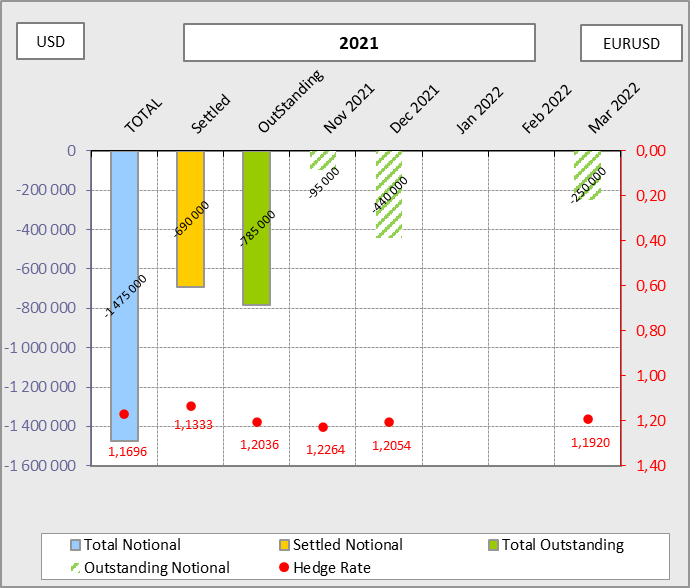 USD
2021
EURUSD
TOTAL
Settled
OutStanding
Nov 2021
Dec 2021
Jan 2022
Feb 2022
Mar 2022
0
-200 000
-400 000
-600 000
-800 000
-1 000 000
-1 200 000
-1 400 000
-1 600 000
0,00
0,20
0,40
0,60
0,80
1,00
1,20
1,40
-1 475 000
-690 000
-785 000
-95 000
-440 000
-250 000
1,1696
1,1333
1,2036
1,2264
1,2054
1,1920
Total Notional
Settled Notional
Total Outstanding
Outstanding Notional
Hedge Rate